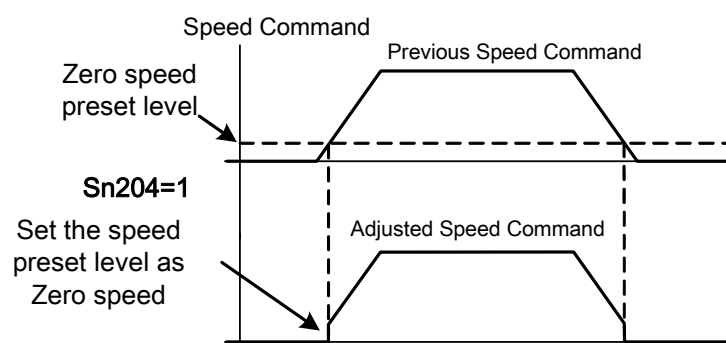 Speed Command
Previous Speed Command
Zero speed
preset level
Sn204=1
Set the speed
preset level as
Zero speed
Adjusted Speed Command